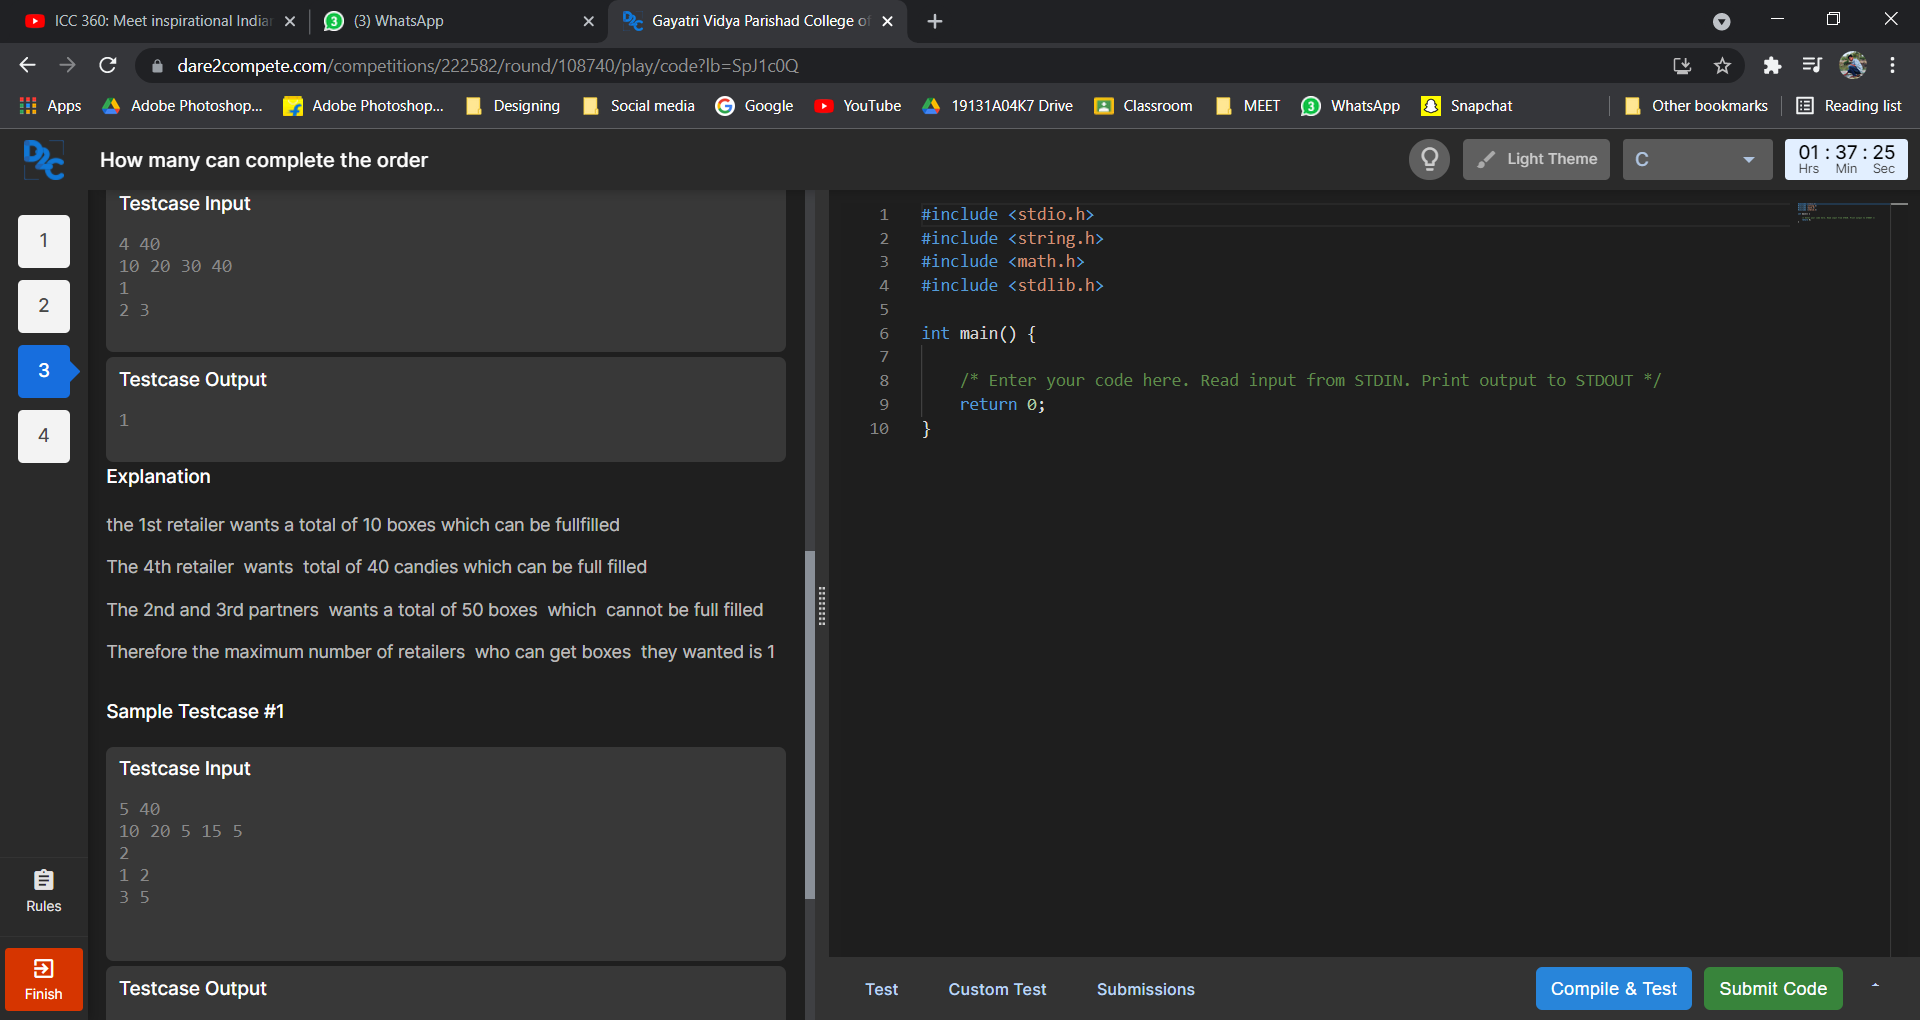 ICC 360: Meet inspirational India
(3) WhatsApp
Gayatri Vidya Parishad College of
dare2compete.com/competitions/222582/round/108740/play/code?lb=SpJ1c0Q
Apps
Adobe Photoshop...
Adobe Photoshop...
Designing
Social media
Google
YouTube
19131A04K7 Drive
Classroom
MEET
WhatsApp
Snapchat
Other bookmarks
Reading list
D2C
How many can complete the order
Light Theme
C
01 : 37 : 25
Hrs Min Sec
1
2
3
4
Rules
Finish
Testcase Input
4 40
10 20 30 40
1
2 3
Testcase Output
1
Explanation
the 1st retailer wants a total of 10 boxes which can be fullfilled
The 4th retailer wants total of 40 candies which can be full filled
The 2nd and 3rd partners wants a total of 50 boxes which cannot be full filled
Therefore the maximum number of retailers who can get boxes they wanted is 1
Sample Testcase #1
Testcase Input
5 40
10 20 5 15 5
2
1 2
3 5
Testcase Output
1 #include <stdio.h>
2 #include <string.h>
3 #include <math.h>
4 #include <stdlib.h>
5
6 int main() {
7
8 /* Enter your code here. Read input from STDIN. Print output to STDOUT */
9 return 0;
10 }
Test
Custom Test
Submissions
Compile & Test
Submit Code